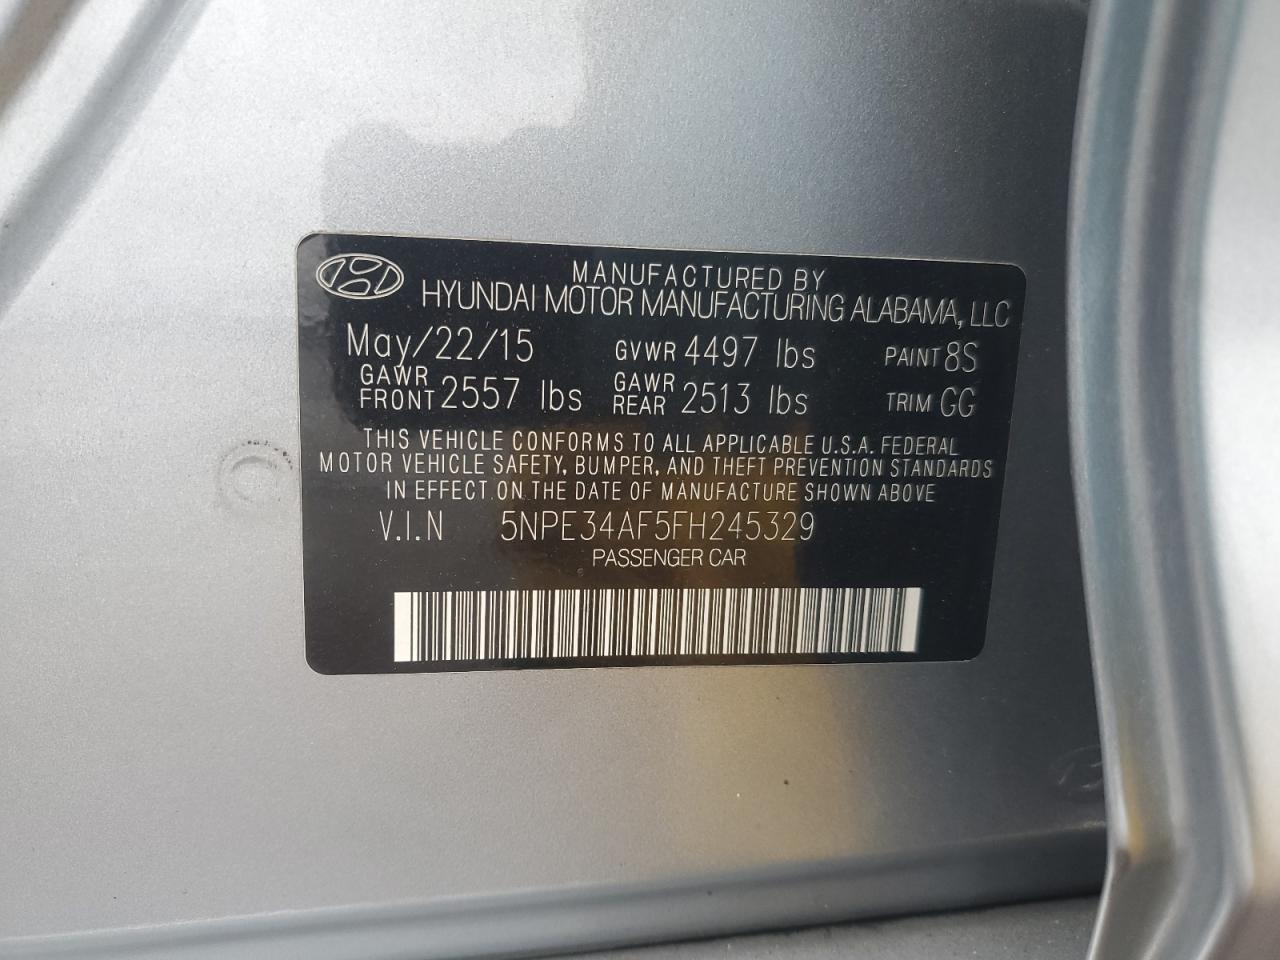 MANUFACTURED BY
HYUNDAI MOTOR MANUFACTURING ALABAMA, LLC
May/22/15 GVWR 4497 lbs PAINT 8S
GAWR FRONT 2557 lbs GAWR REAR 2513 lbs TRIM GG
THIS VEHICLE CONFORMS TO ALL APPLICABLE U.S.A. FEDERAL
MOTOR VEHICLE SAFETY, BUMPER, AND THEFT PREVENTION STANDARDS
IN EFFECT ON THE DATE OF MANUFACTURE SHOWN ABOVE
V.I.N 5NPE34AF5FH245329
PASSENGER CAR